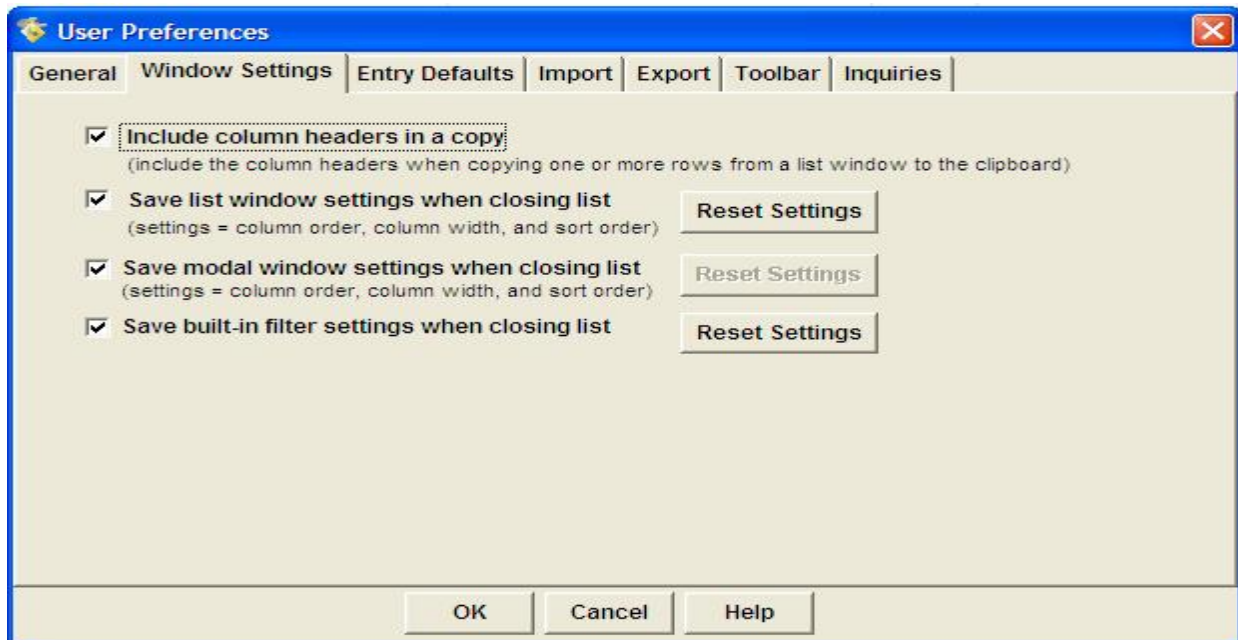 User Preferences
General Window Settings Entry Defaults Import Export Toolbar Inquiries
Include column headers in a copy
(include the column headers when copying one or more rows from a list window to the clipboard)
Save list window settings when closing list
Reset Settings
(settings = column order, column width, and sort order)
Save modal window settings when closing list
Reset Settings
(settings = column order, column width, and sort order)
Save built-in filter settings when closing list
Reset Settings
OK Cancel Help